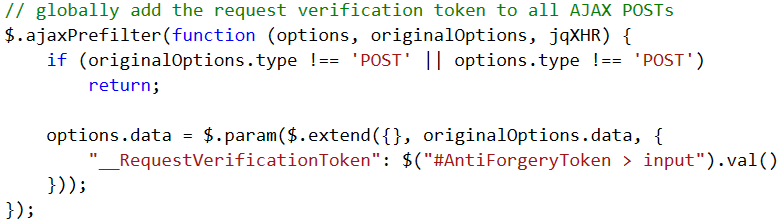 // globally add the request verification token to all AJAX POSTs
$.ajaxPrefilter(function (options, originalOptions, jqXHR) {
    if (originalOptions.type !== 'POST' || options.type !== 'POST')
        return;

    options.data = $.param($.extend({}, originalOptions.data, {
        "__RequestVerificationToken": $("#AntiForgeryToken > input").val()
    }));
});